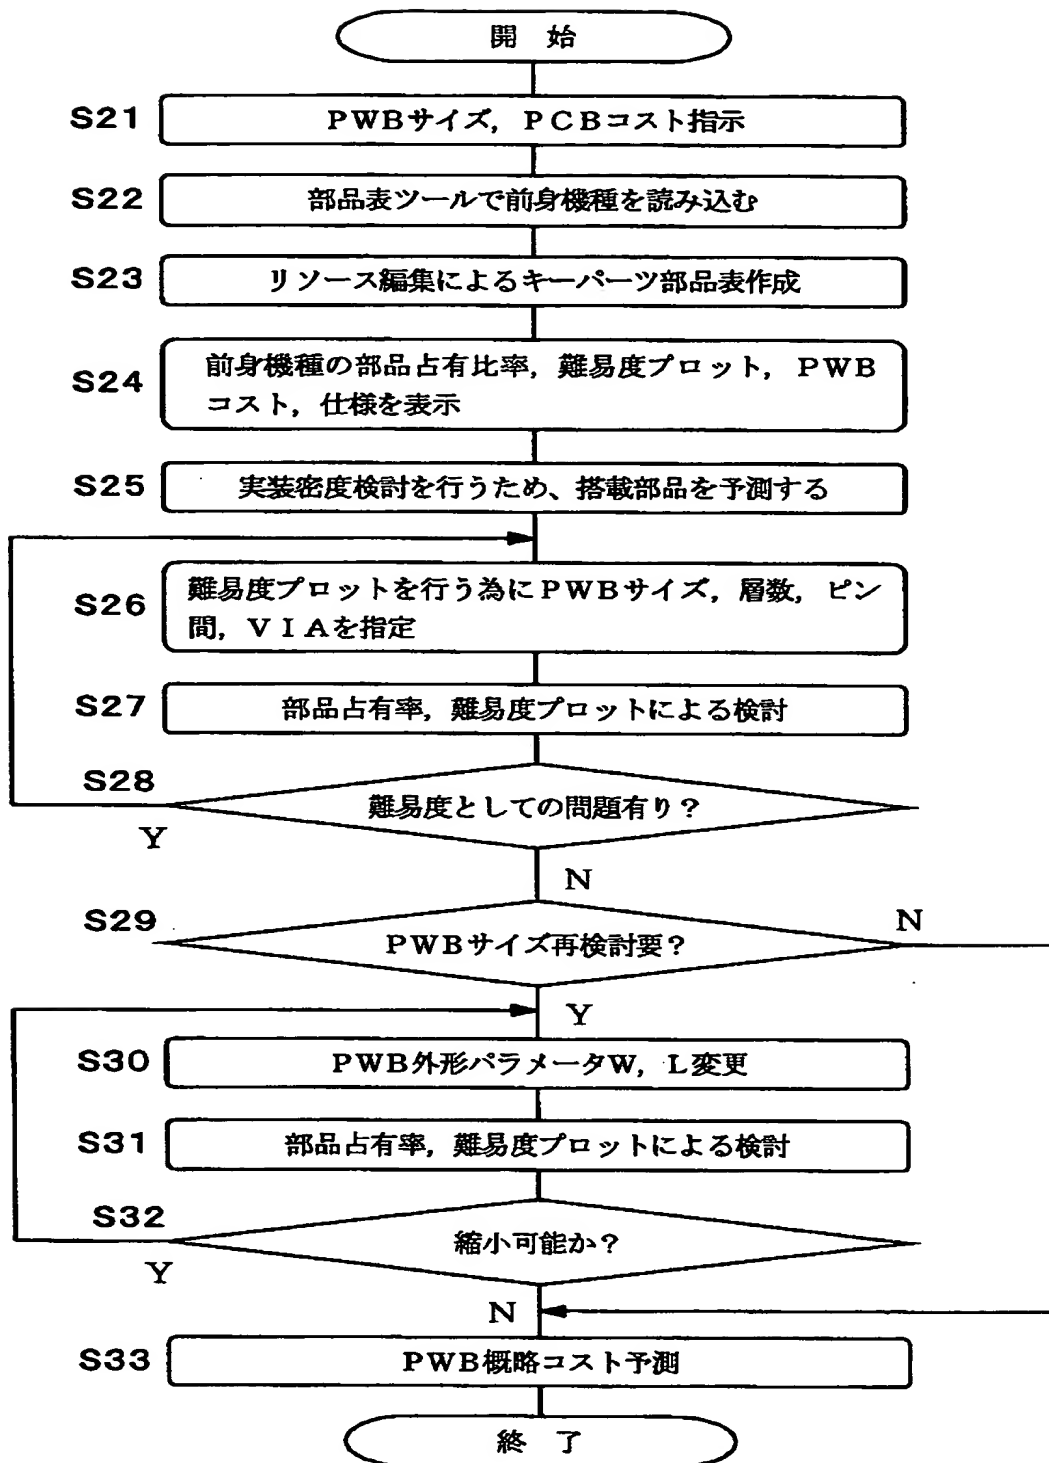 開 始
S21
PWBサイズ，PCBコスト指示
S22
部品表ツールで前身機種を読み込む
S23
リソース編集によるキーパーツ部品表作成
S24
前身機種の部品占有比率，難易度プロット，PWB
コスト，仕様を表示
S25
実装密度検討を行うため、搭載部品を予測する
S26
難易度プロットを行う為にPWBサイズ，層数，ピン
間，VIAを指定
S27
部品占有率，難易度プロットによる検討
S28
難易度としての問題有り？
Y
N
S29
PWBサイズ再検討要？
N
Y
S30
PWB外形パラメータW，L変更
S31
部品占有率，難易度プロットによる検討
S32
縮小可能か？
Y
N
S33
PWB概略コスト予測
終 了